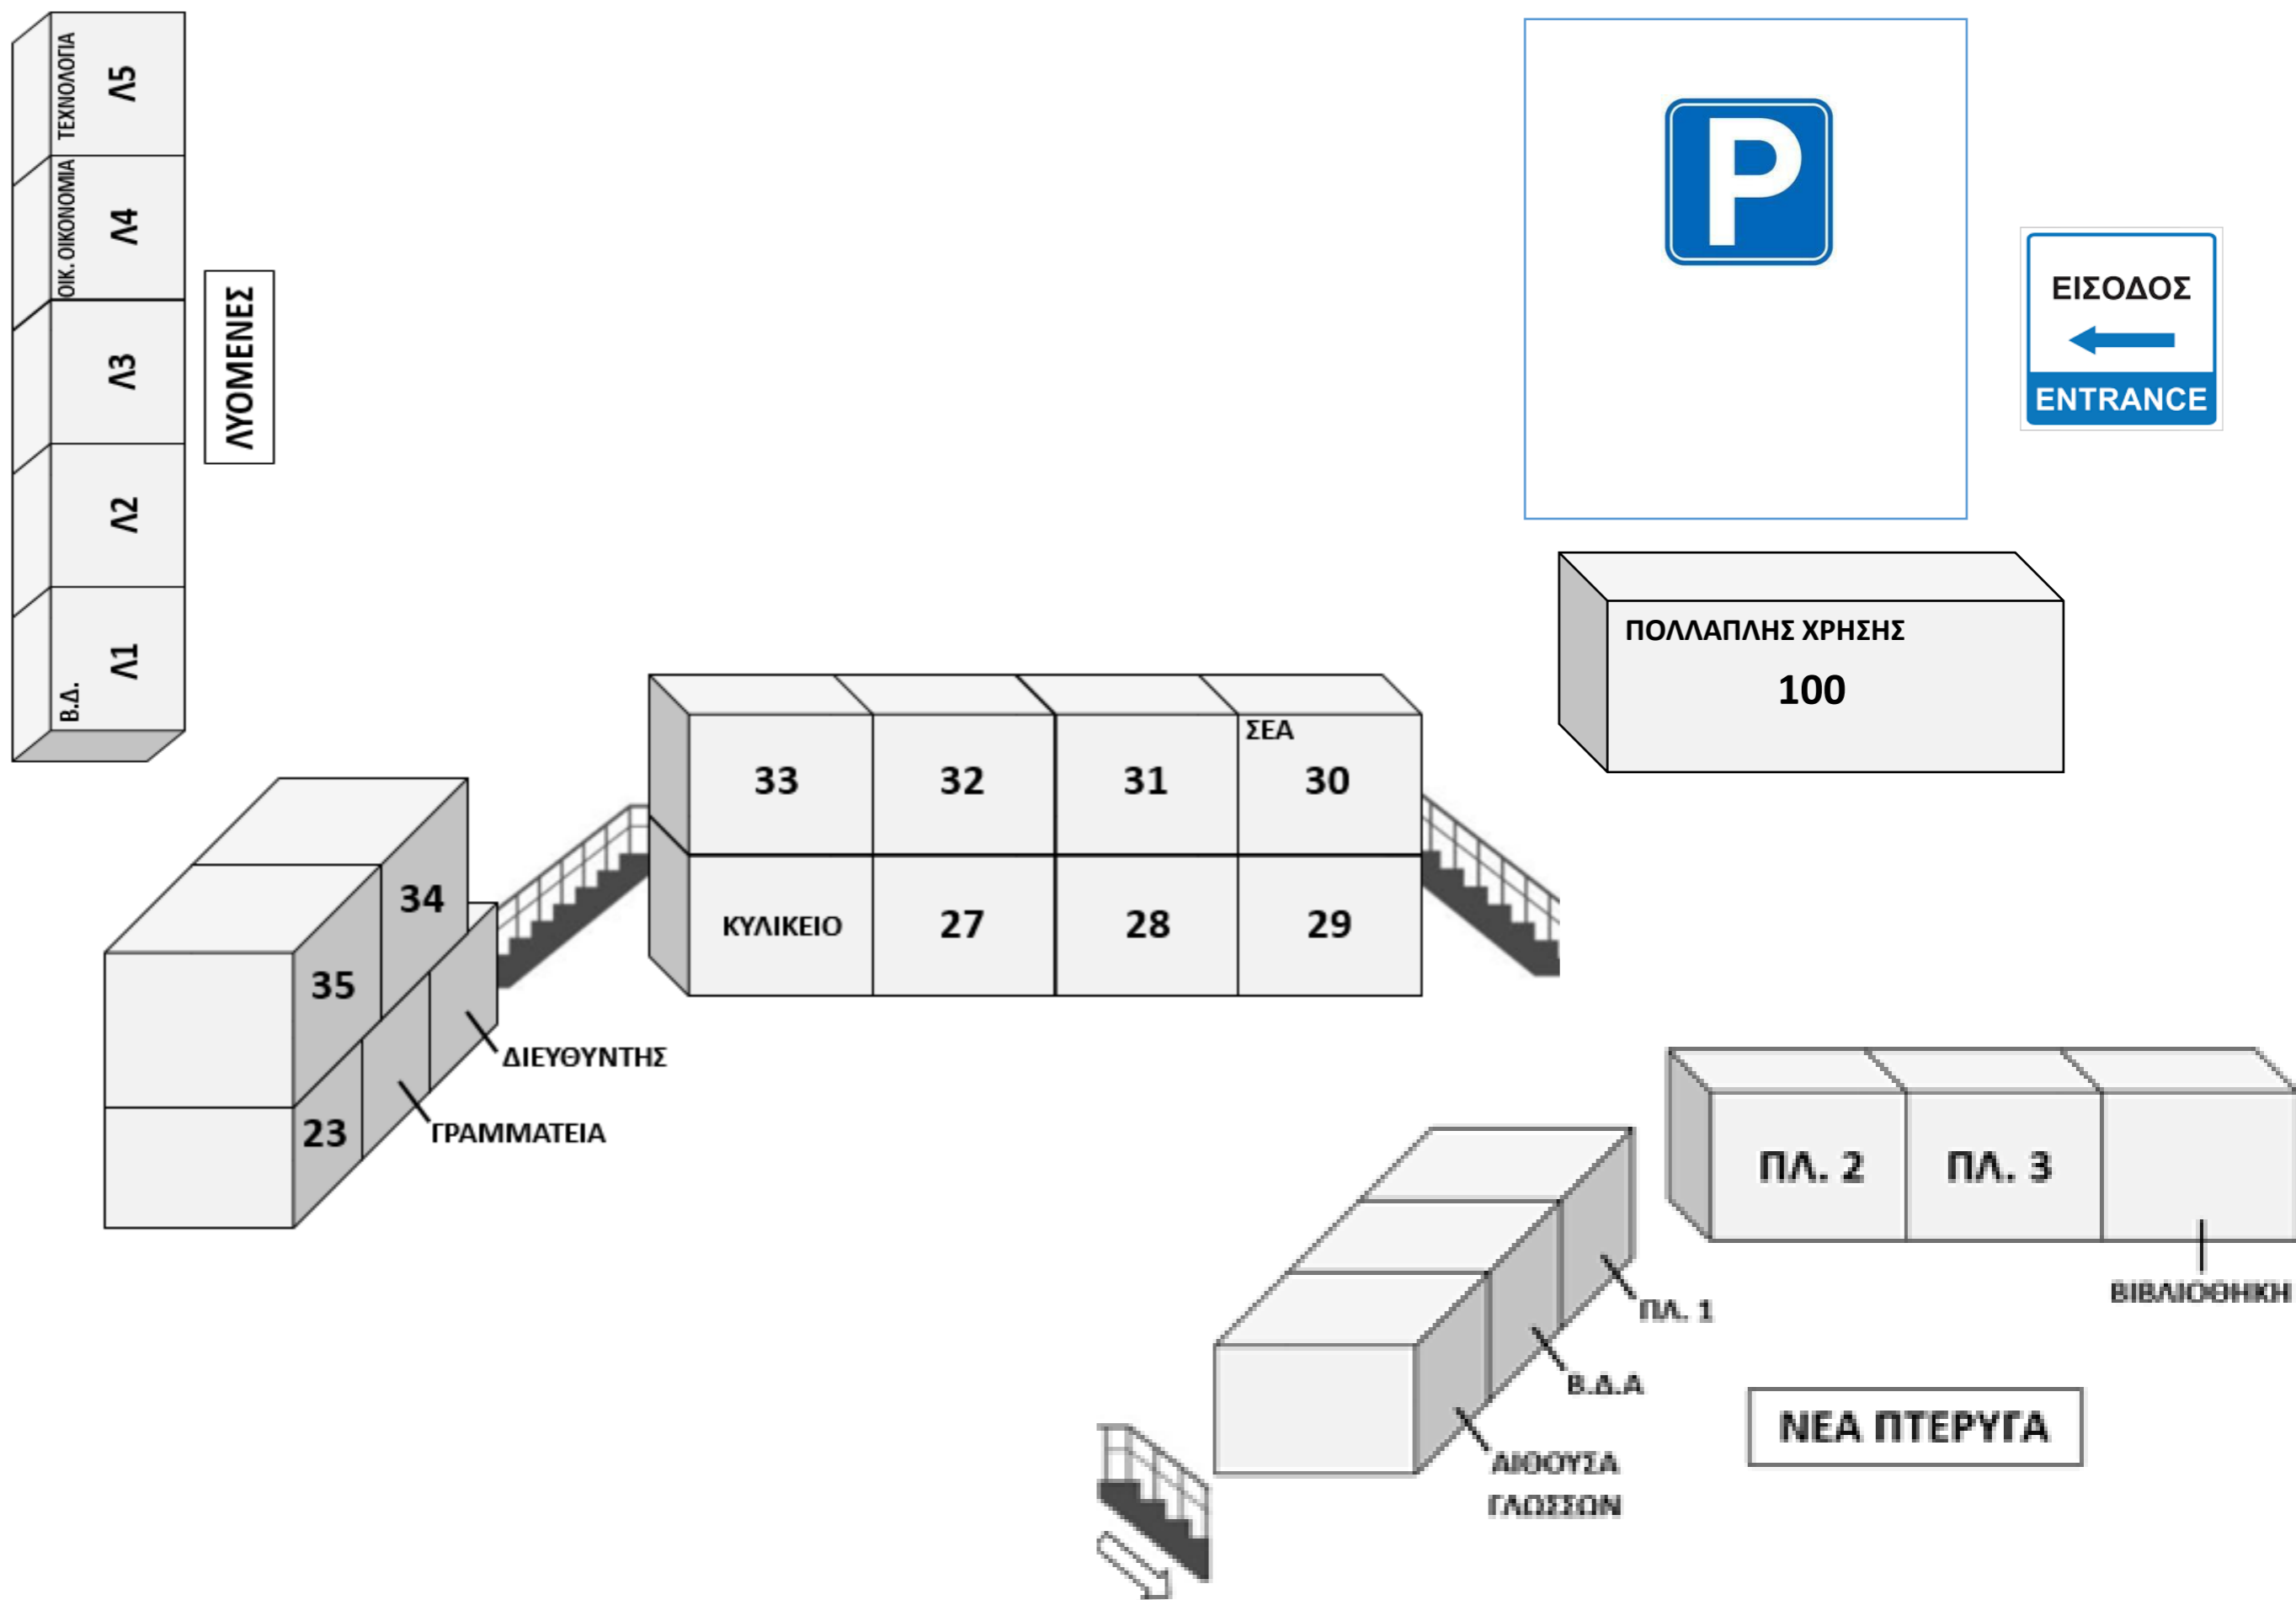 ΤΕΧΝΟΛΟΓΙΑ
Λ5
ΟΙΚ. ΟΙΚΟΝΟΜΙΑ
Λ4
Λ3
Λ2
Β.Δ.
Λ1
ΛΥΟΜΕΝΕΣ
P
ΕΙΣΟΔΟΣ
ENTRANCE
ΠΟΛΛΑΠΛΗΣ ΧΡΗΣΗΣ
100
33
32
31
ΣΕΑ
30
ΚΥΛΙΚΕΙΟ
27
28
29
34
35
23
ΔΙΕΥΘΥΝΤΗΣ
ΓΡΑΜΜΑΤΕΙΑ
ΠΛ. 2
ΠΛ. 3
ΒΙΒΛΙΟΘΗΚΗ
ΠΛ. 1
Β.Δ.Α
ΑΙΘΟΥΣΑ
ΓΛΩΣΣΩΝ
ΝΕΑ ΠΤΕΡΥΓΑ